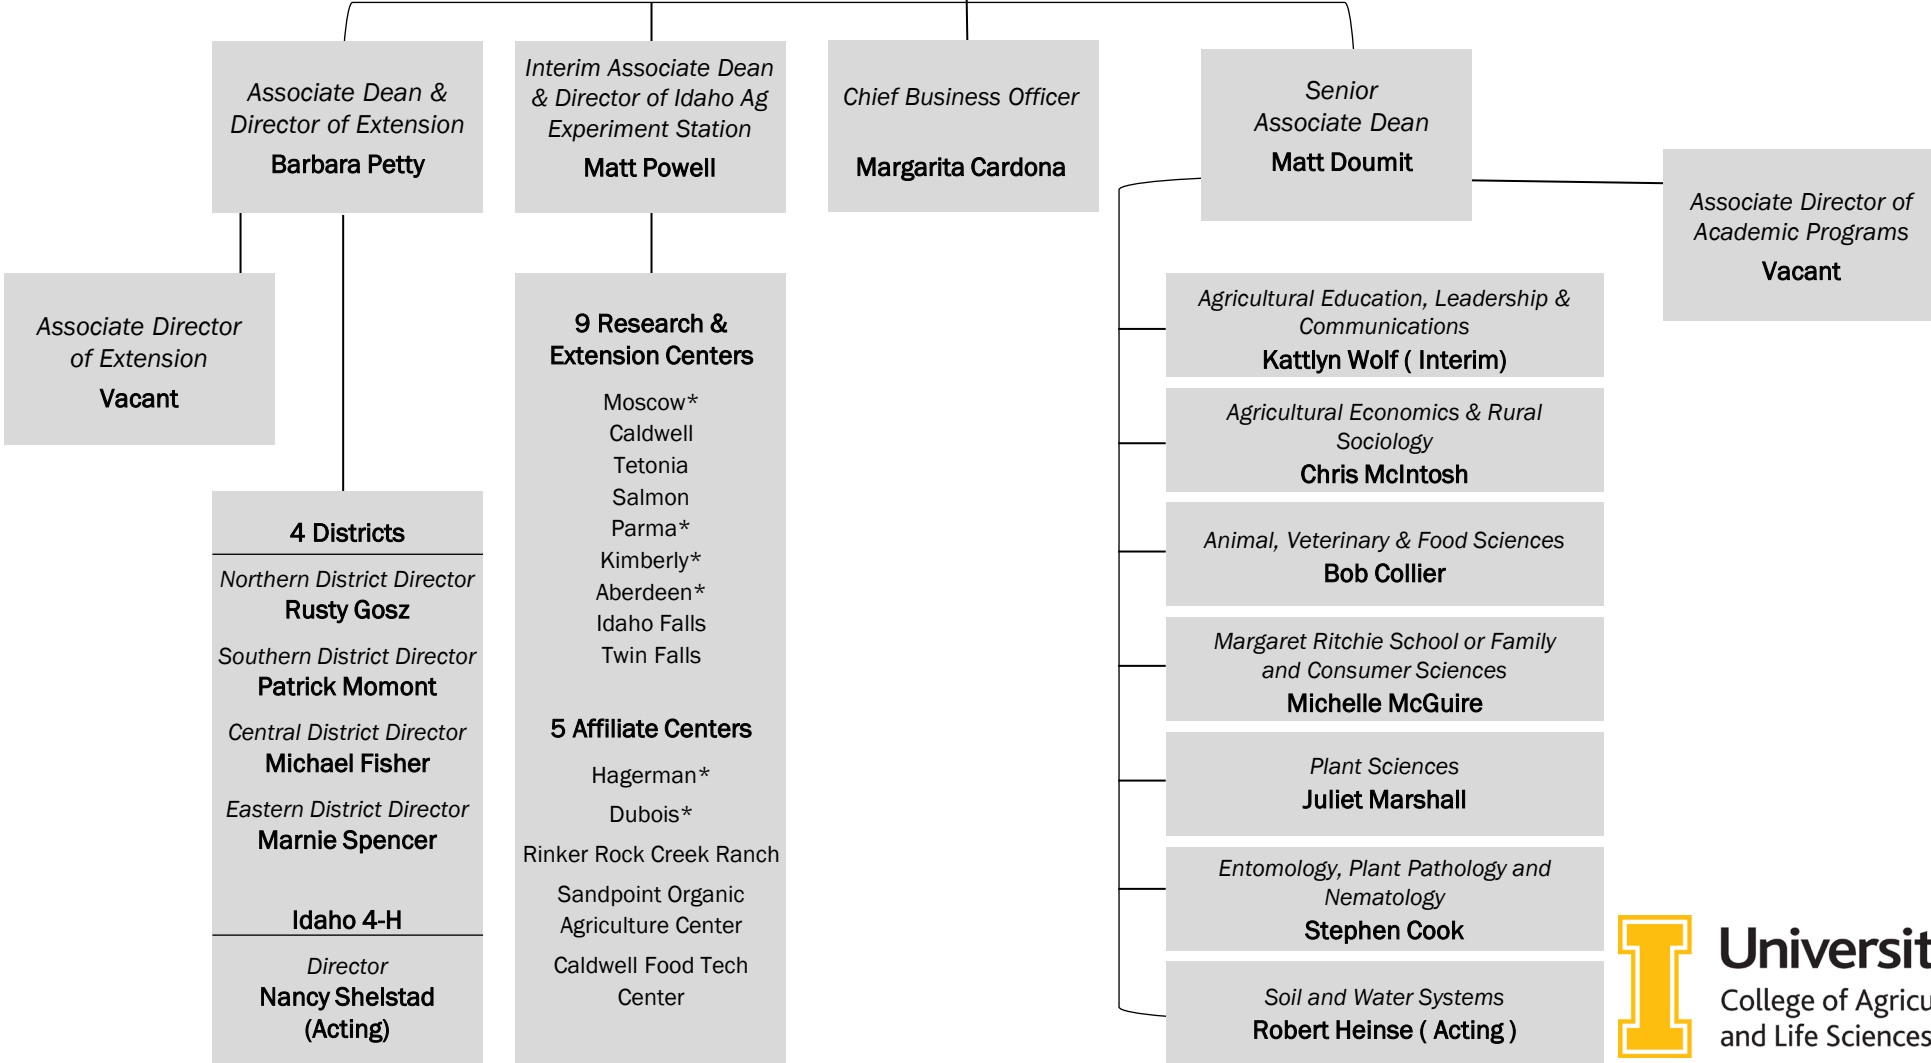 Associate Dean &
Director of Extension
Barbara Petty
Interim Associate Dean
& Director of Idaho Ag
Experiment Station
Matt Powell
Chief Business Officer
Margarita Cardona
Senior
Associate Dean
Matt Doumit
Associate Director of
Academic Programs
Vacant
Associate Director
of Extension
Vacant
4 Districts
Northern District Director
Rusty Gosz
Southern District Director
Patrick Momont
Central District Director
Michael Fisher
Eastern District Director
Marnie Spencer
Idaho 4-H
Director
Nancy Shelstad
(Acting)
9 Research &
Extension Centers
Moscow*
Caldwell
Tetonia
Salmon
Parma*
Kimberly*
Aberdeen*
Idaho Falls
Twin Falls
5 Affiliate Centers
Hagerman*
Dubois*
Rinker Rock Creek Ranch
Sandpoint Organic
Agriculture Center
Caldwell Food Tech
Center
Agricultural Education, Leadership &
Communications
Kattlyn Wolf ( Interim)
Agricultural Economics & Rural
Sociology
Chris McIntosh
Animal, Veterinary & Food Sciences
Bob Collier
Margaret Ritchie School or Family
and Consumer Sciences
Michelle McGuire
Plant Sciences
Juliet Marshall
Entomology, Plant Pathology and
Nematology
Stephen Cook
Soil and Water Systems
Robert Heinse ( Acting )
I
Universit
College of Agricu
and Life Sciences